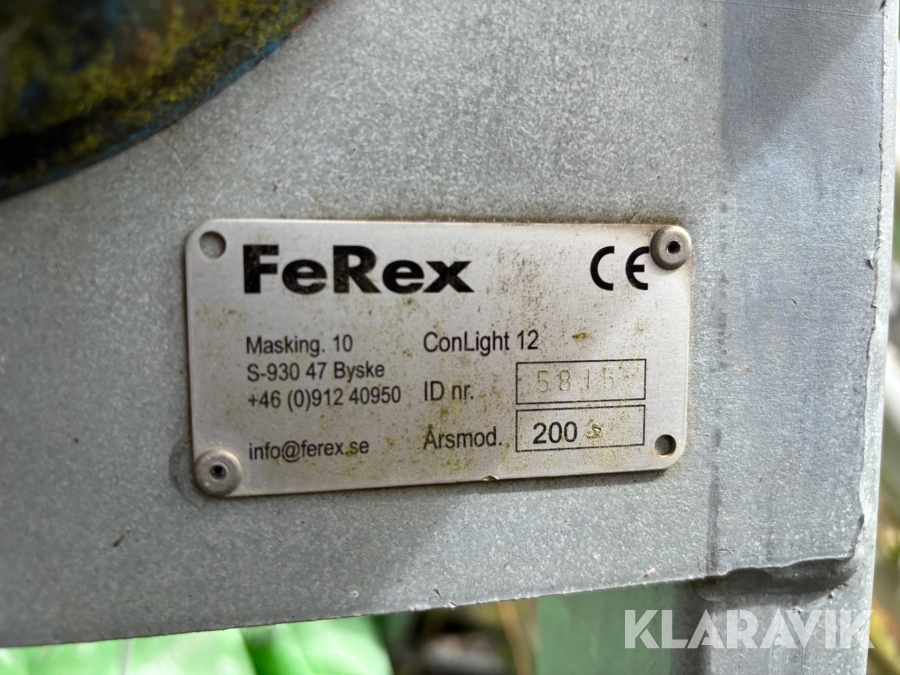 FeRex CE
Masking. 10
S-930 47 Byske
+46 (0)912 40950
info@ferex.se
ConLight 12
ID nr.
Årsmod. 200
KLARAVIK